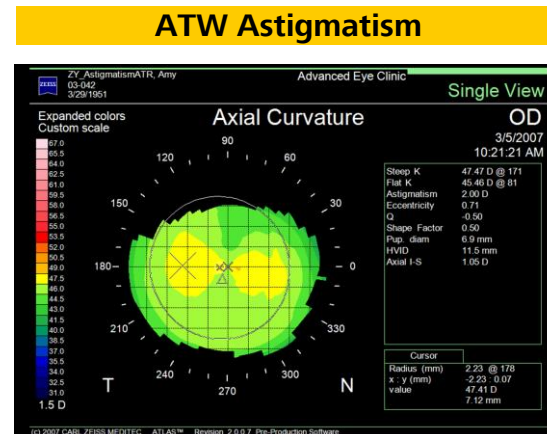 ATW Astigmatism
ZEISS
ZY_AstigmatismATR, Amy
03-042
3/29/1951
Advanced Eye Clinic
Single View
Expanded colors
Custom scale
Axial Curvature
OD
3/5/2007
10:21:21 AM
67.0
65.5
64.0
62.5
61.0
59.5
58.0
56.5
55.0
53.5
52.0
50.5
49.0
47.5
46.0
44.5
43.0
41.5
40.0
38.5
37.0
35.5
34.0
32.5
31.0
1.5 D
90
120
60
150
30
180
0
210
330
240
300
270
T
N
Steep K 47.47 D @ 171
Flat K 45.46 D @ 81
Astigmatism 2.00 D
Eccentricity 0.71
Q -0.50
Shape Factor 0.50
Pup. diam 6.9 mm
HVID 11.5 mm
Axial I-S 1.05 D
Cursor
Radius (mm) 2.23 @ 178
x : y (mm) -2.23 : 0.07
value 47.41 D
7.12 mm
(c) 2007 CARL ZEISS MEDITEC ATLAS™ Revision 2.0.0.7 Pre-Production Software